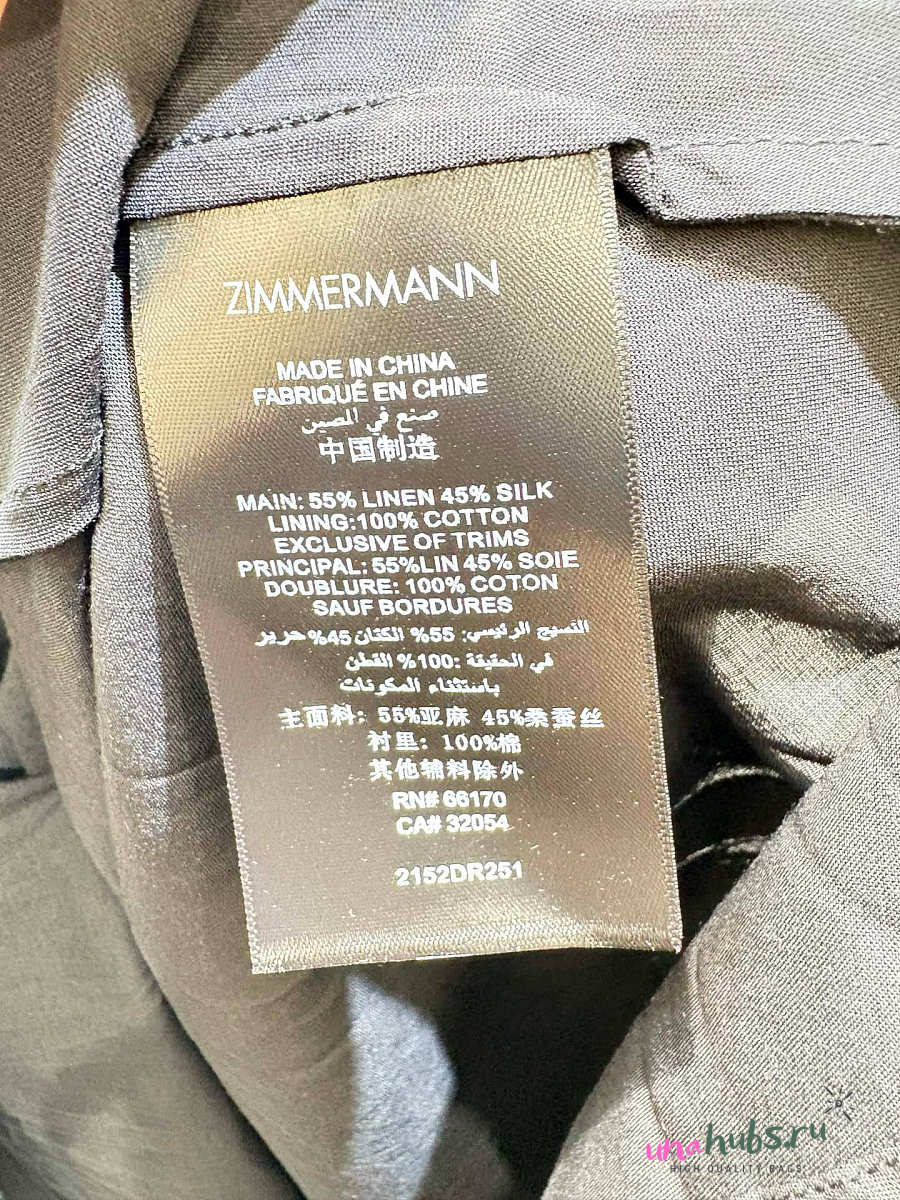 ZIMMERMANN
MADE IN CHINA
FABRIQUÉ EN CHINE
صنع في الصين
中国制造
MAIN: 55% LINEN 45% SILK
LINING:100% COTTON
EXCLUSIVE OF TRIMS
PRINCIPAL: 55%LIN 45% SOIE
DOUBLURE: 100% COTON
SAUF BORDURES
النسيج الرئيسي: 55% الكتان 45% حرير
في الحقيقة :100% القطن
باستثناء المكونات
主面料: 55%亚麻 45%桑蚕丝
衬里: 100%棉
其他辅料除外
RN# 66170
CA# 32054
2152DR251
unahubs.ru
HIGH QUALITY BAGS